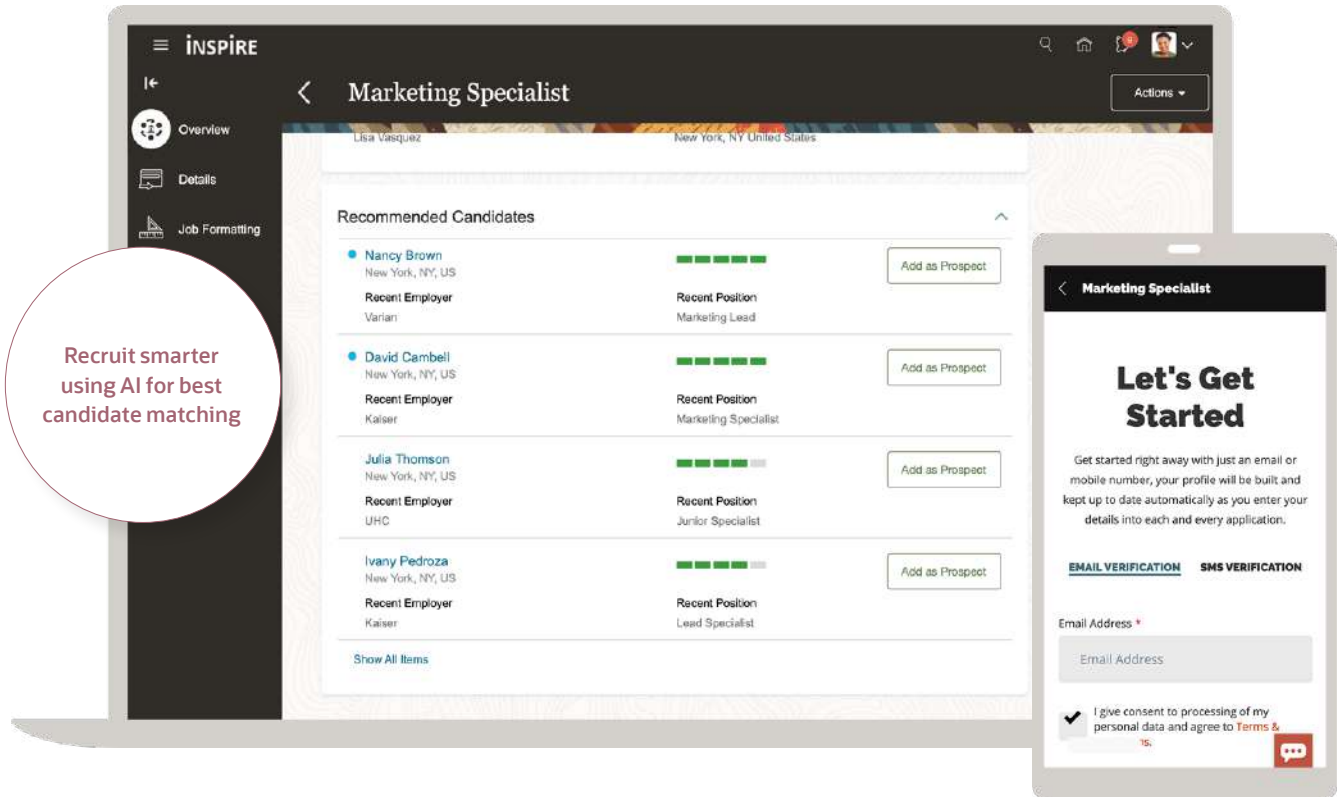 INSPIRE
Marketing Specialist
Actions
Overview
Details
Job Formatting
Lisa Vasquez
New York, NY United States
Recommended Candidates
Nancy Brown
New York, NY, US
Add as Prospect
Recent Employer
Recent Position
Varian
Marketing Lead
David Cambell
New York, NY, US
Add as Prospect
Recent Employer
Recent Position
Kaiser
Marketing Specialist
Julia Thomson
New York, NY, US
Add as Prospect
Recent Employer
Recent Position
UHC
Junior Specialist
Ivany Pedroza
New York, NY, US
Add as Prospect
Recent Employer
Recent Position
Kaiser
Lead Specialist
Show All Items
Recruit smarter
using AI for best
candidate matching
Marketing Specialist
Let's Get
Started
Get started right away with just an email or
mobile number, your profile will be built and
kept up to date automatically as you enter your
details into each and every application.
EMAIL VERIFICATION
SMS VERIFICATION
Email Address *
Email Address
I give consent to processing of my
personal data and agree to Terms &